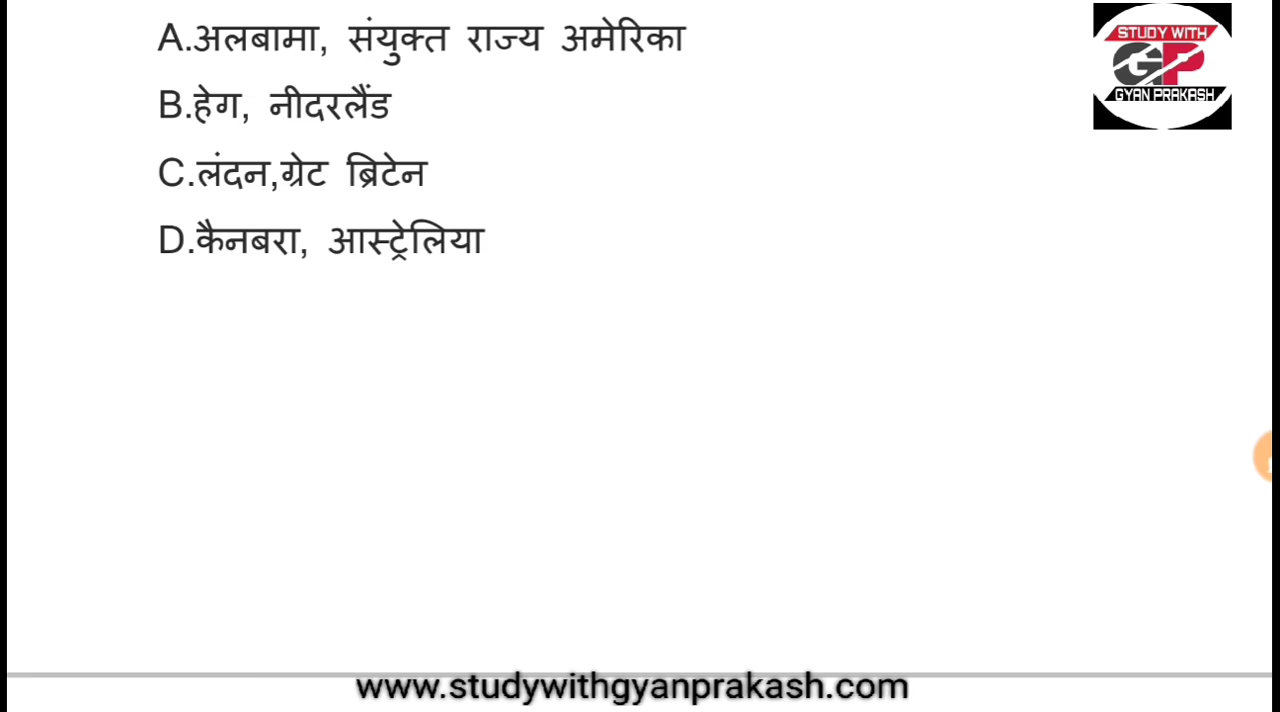 A.अलबामा, संयुक्त राज्य अमेरिका
STUDY WITH
GP
GYAN PRAKASH
B.हेग, नीदरलैंड
C.लंदन,ग्रेट ब्रिटेन
D.कैनबरा, आस्ट्रेलिया
www.studywithgyanprakash.com